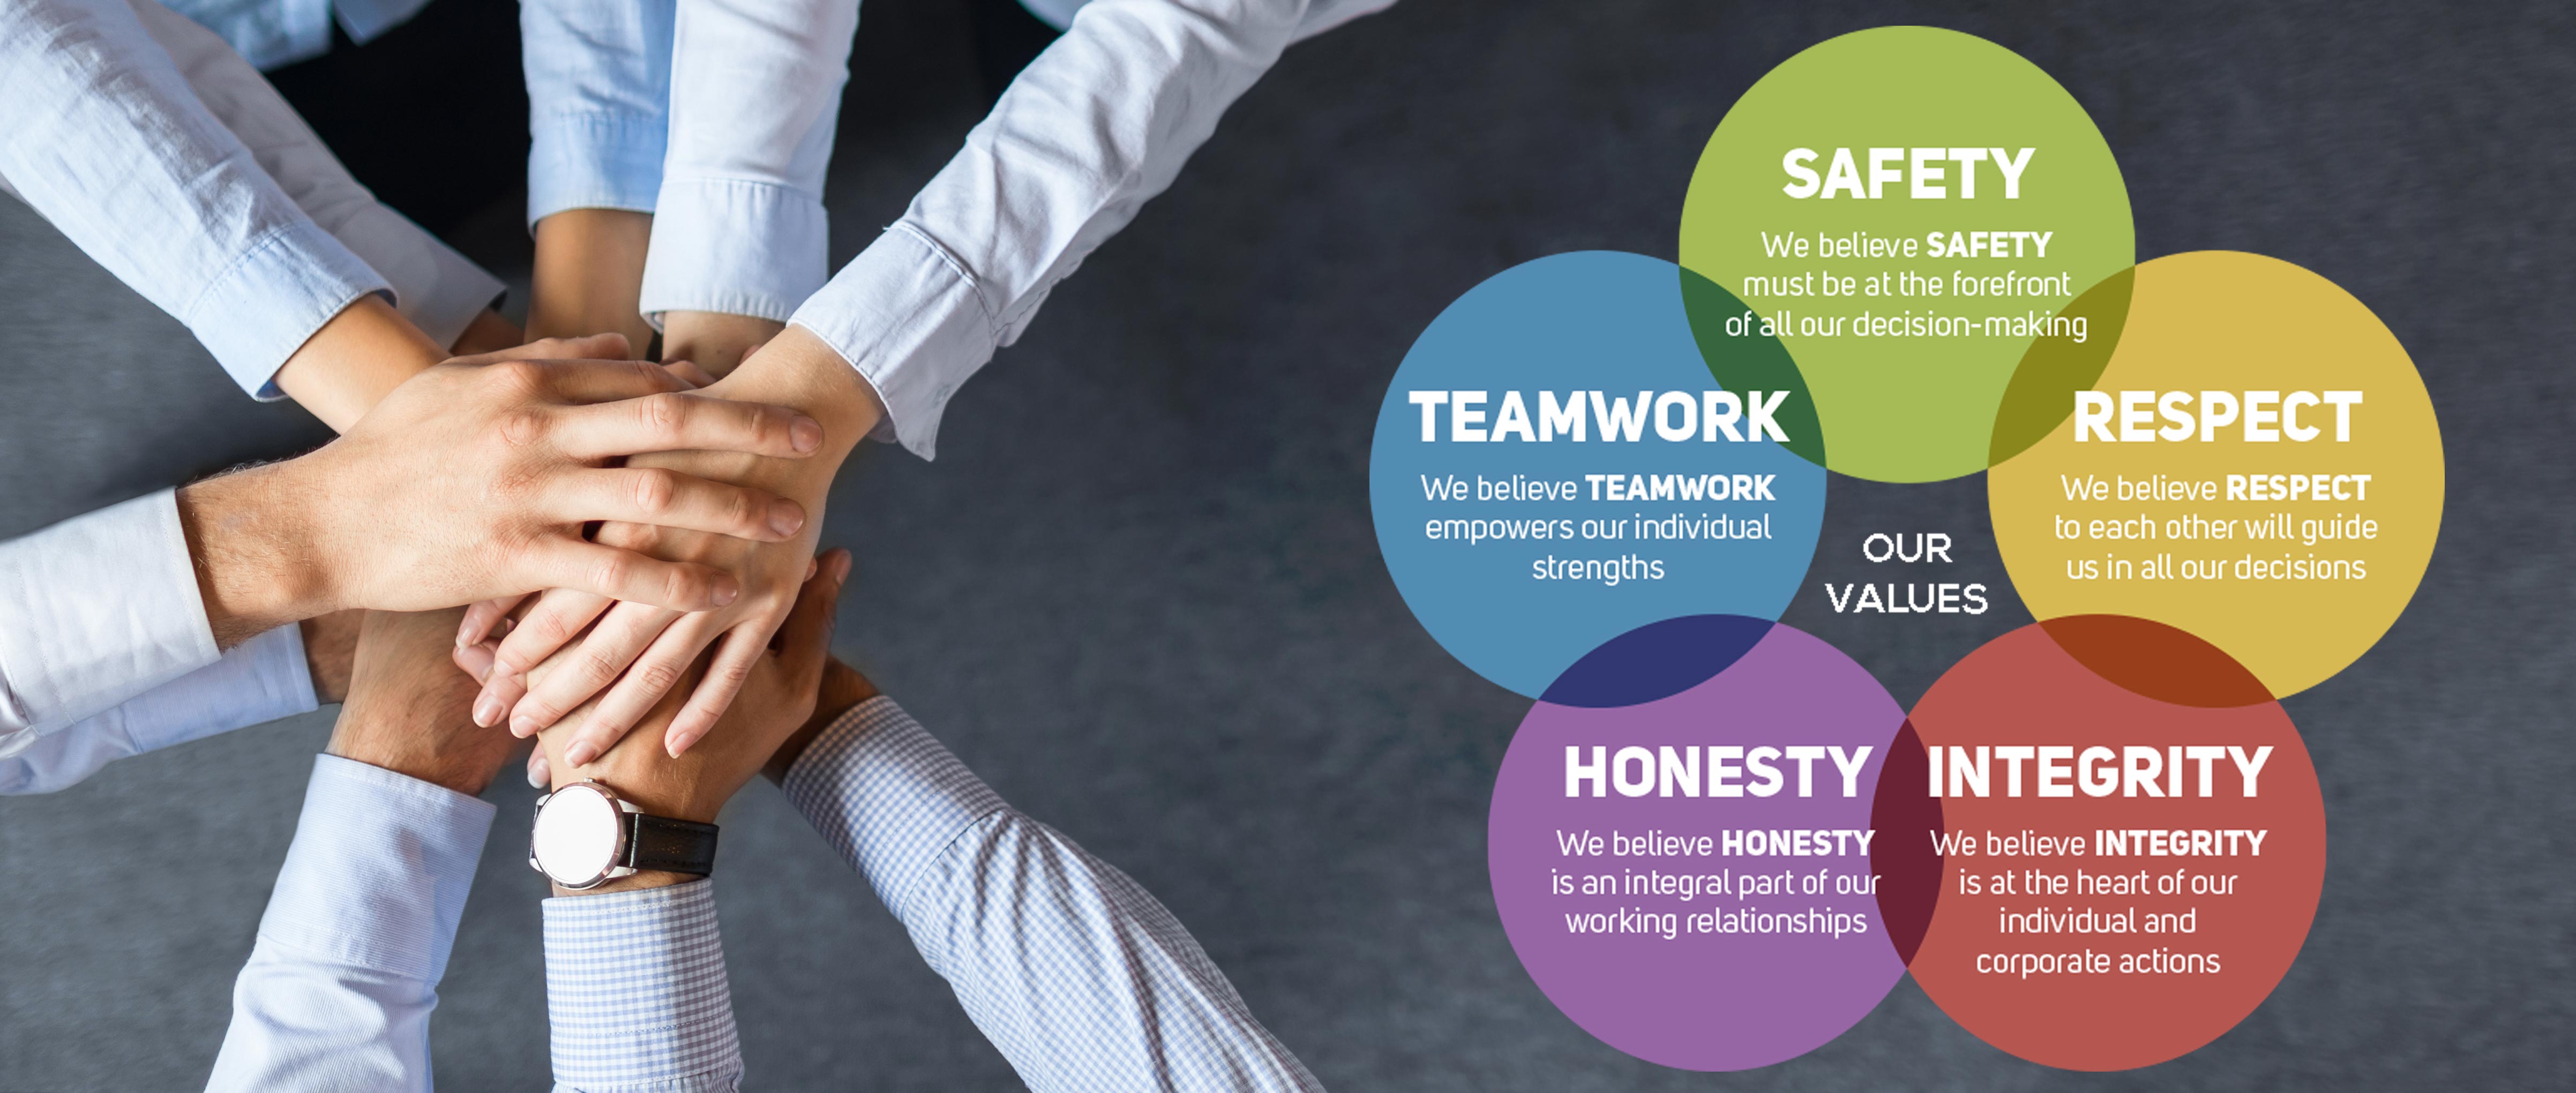 SAFETY
We believe SAFETY
must be at the forefront
of all our decision-making
TEAMWORK
We believe TEAMWORK
empowers our individual
strengths
RESPECT
We believe RESPECT
to each other will guide
us in all our decisions
OUR
VALUES
HONESTY
We believe HONESTY
is an integral part of our
working relationships
INTEGRITY
We believe INTEGRITY
is at the heart of our
individual and
corporate actions